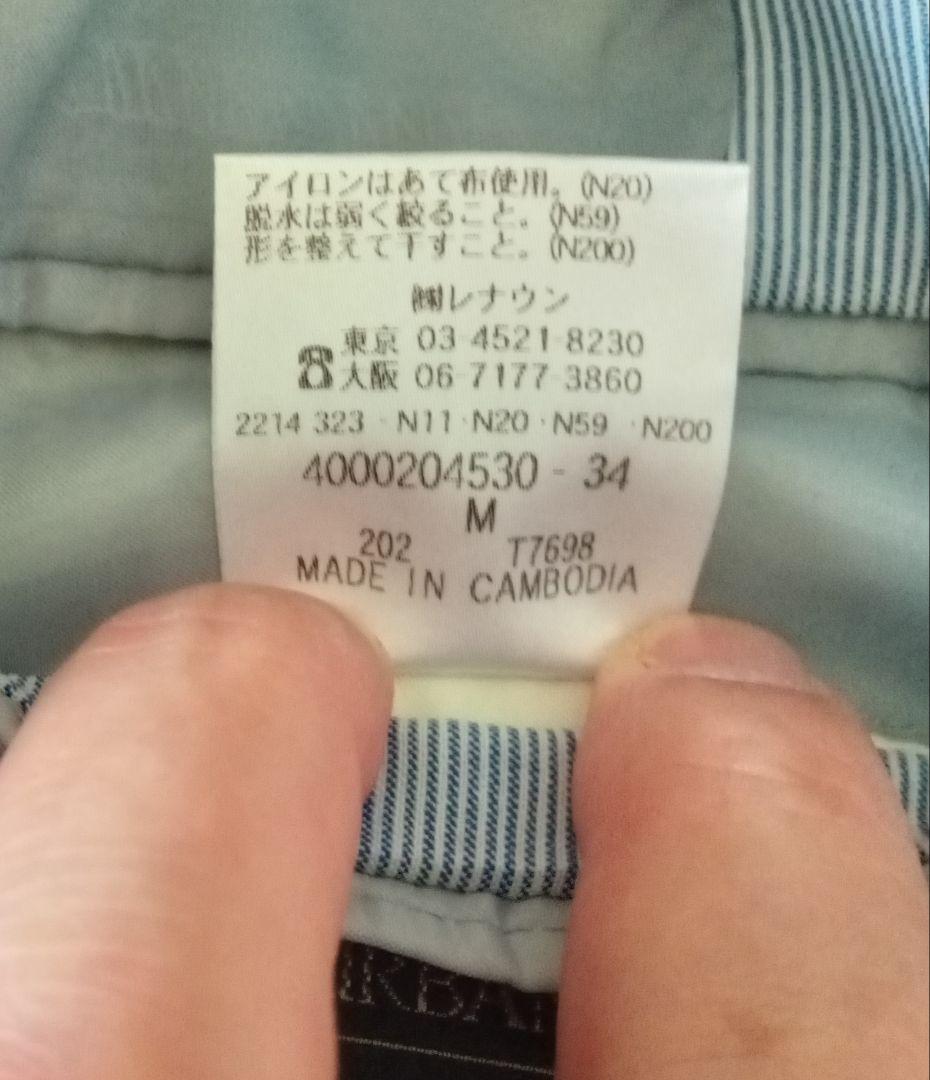 アイロンはあて布使用。(N20)
脱水は弱く絞ること。(N59)
形を整えて干すこと。(N200)
㈱レナウン
東京 03-4521-8230
☎大阪 06-7177-3860
2214 323 ・N11・N20・N59 ・N200
4000204530 - 34
M
202 T7698
MADE IN CAMBODIA